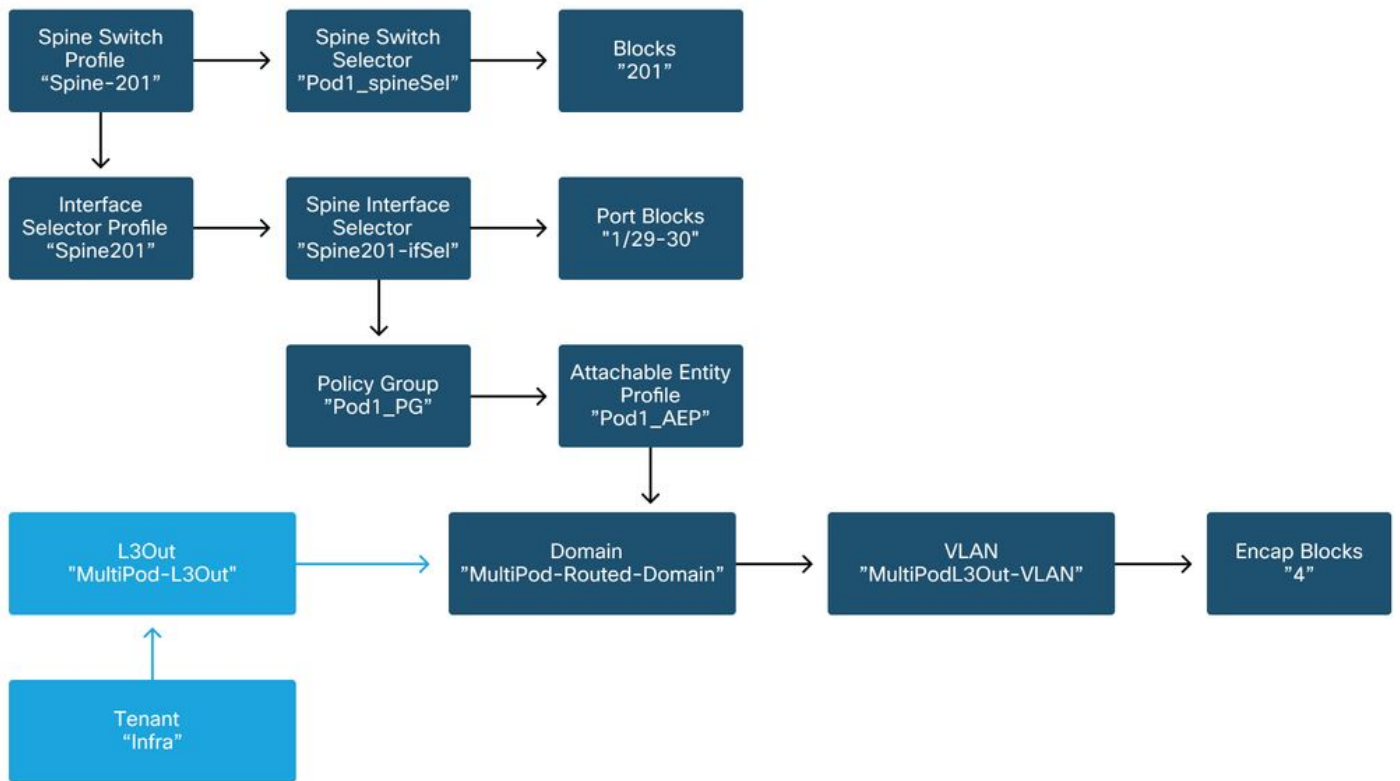 Spine Switch
Profile
“Spine-201”
Spine Switch
Selector
”Pod1_spineSel”
Blocks
”201”
Interface
Selector Profile
“Spine201”
Spine Interface
Selector
”Spine201-ifSel”
Port Blocks
"1/29-30"
Policy Group
”Pod1_PG”
Attachable Entity
Profile
”Pod1_AEP”
L3Out
"MultiPod-L3Out"
Domain
"MultiPod-Routed-Domain”
VLAN
”MultiPodL3Out-VLAN”
Encap Blocks
”4”
Tenant
“Infra”